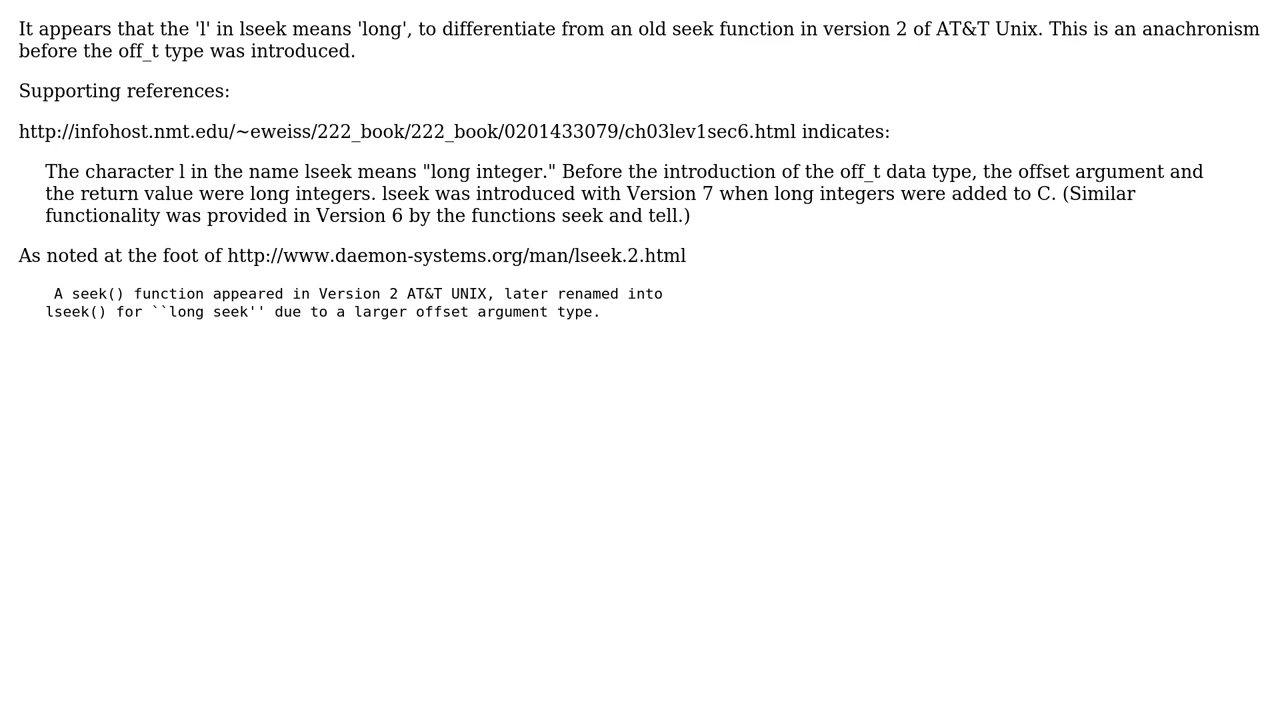 It appears that the 'l' in lseek means 'long', to differentiate from an old seek function in version 2 of AT&T Unix. This is an anachronism
before the off_t type was introduced.
Supporting references:
http://infohost.nmt.edu/~eweiss/222_book/222_book/0201433079/ch03lev1sec6.html indicates:
The character l in the name lseek means "long integer." Before the introduction of the off_t data type, the offset argument and
the return value were long integers. lseek was introduced with Version 7 when long integers were added to C. (Similar
functionality was provided in Version 6 by the functions seek and tell.)
As noted at the foot of http://www.daemon-systems.org/man/lseek.2.html
A seek() function appeared in Version 2 AT&T UNIX, later renamed into
lseek() for ``long seek'' due to a larger offset argument type.